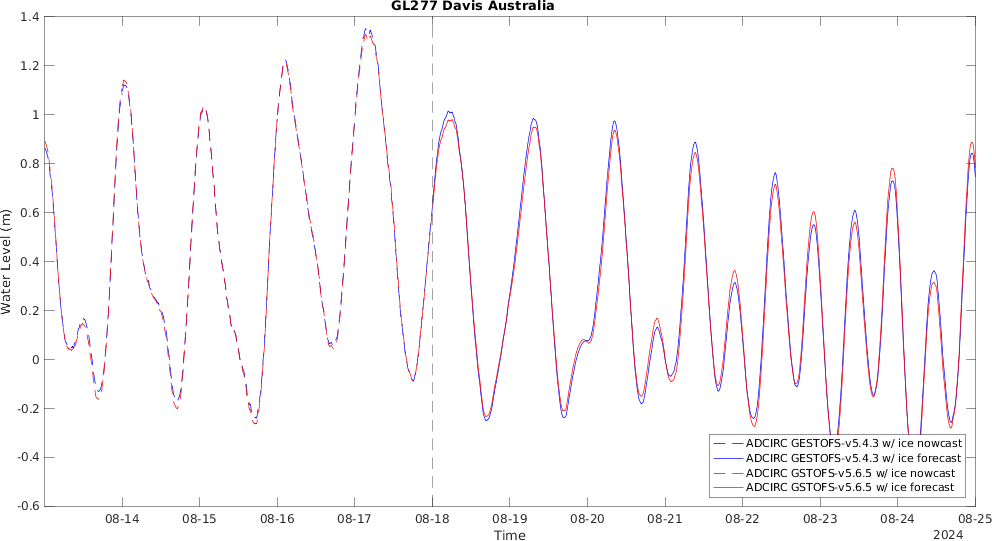 GL277 Davis Australia
1.4
1.2
1
0.8
0.6
0.4
0.2
0
-0.2
-0.4
-0.6
Water Level (m)
ADCIRC GESTOFS-v5.4.3 w/ ice nowcast
ADCIRC GESTOFS-v5.4.3 w/ ice forecast
ADCIRC GSTOFS-v5.6.5 w/ ice nowcast
ADCIRC GSTOFS-v5.6.5 w/ ice forecast
08-14 08-15 08-16 08-17 08-18 08-19 08-20 08-21 08-22 08-23 08-24 08-25
Time
2024